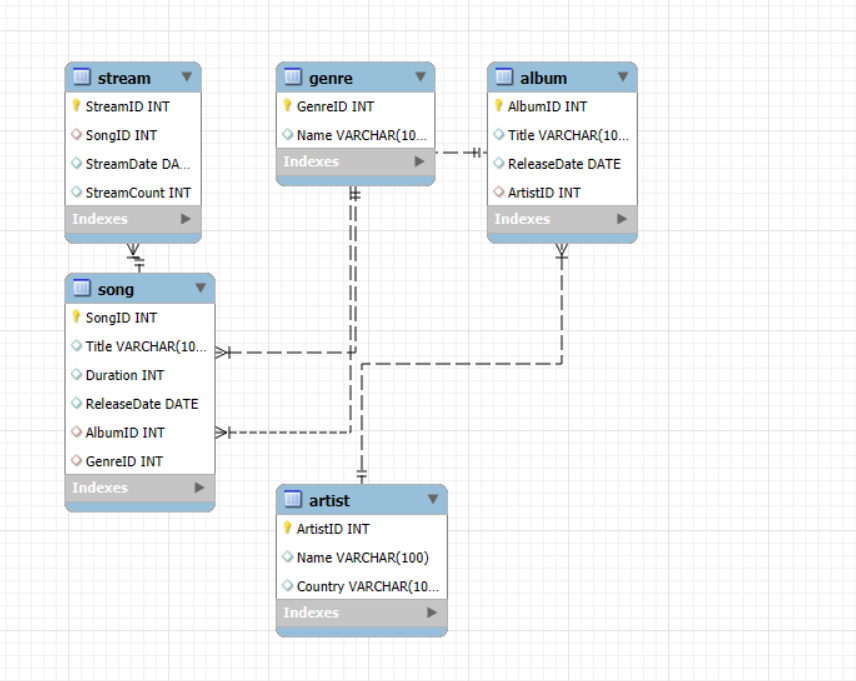 stream
StreamID INT
SongID INT
StreamDate DA...
StreamCount INT
Indexes
genre
GenreID INT
Name VARCHAR(10...
Indexes
album
AlbumID INT
Title VARCHAR(10...
ReleaseDate DATE
ArtistID INT
Indexes
song
SongID INT
Title VARCHAR(10...
Duration INT
ReleaseDate DATE
AlbumID INT
GenreID INT
Indexes
artist
ArtistID INT
Name VARCHAR(100)
Country VARCHAR(10...
Indexes